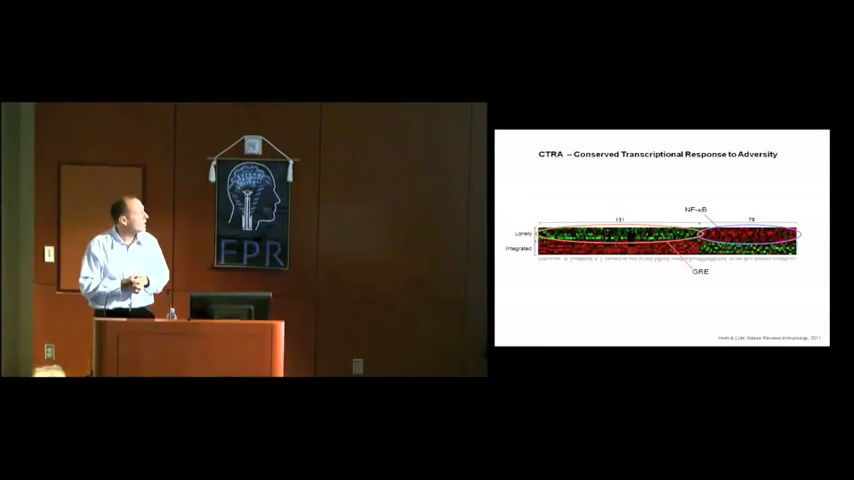 FPR
CTRA – Conserved Transcriptional Response to Adversity
NF-κB
131
78
Lonely
Integrated
GRE
Irwin & Cole, Nature Reviews Immunology, 2011